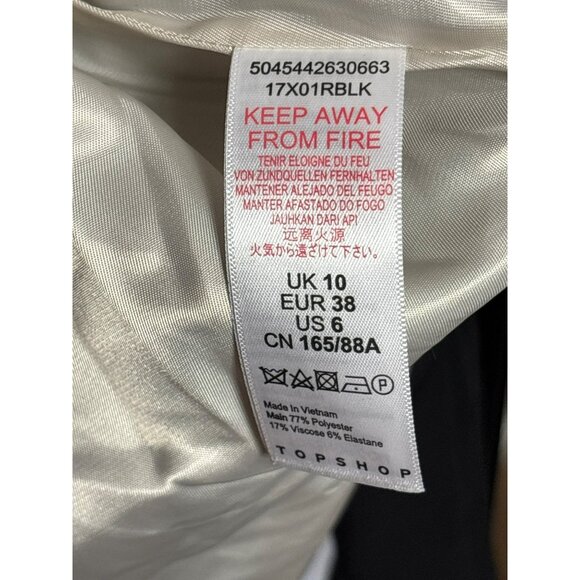 5045442630663
17X01RBLK
KEEP AWAY
FROM FIRE
TENIR ELOIGNE DU FEU
VON ZUNDQUELLEN FERNHALTEN
MANTENER ALEJADO DEL FEUGO
MANTER AFASTADO DO FOGO
JAUHKAN DARI API
远离火源
火気から遠ざけて下さい。
UK 10
EUR 38
US 6
CN 165/88A
P
Made In Vietnam
Main 77% Polyester
17% Viscose 6% Elastane
TOPSHOP